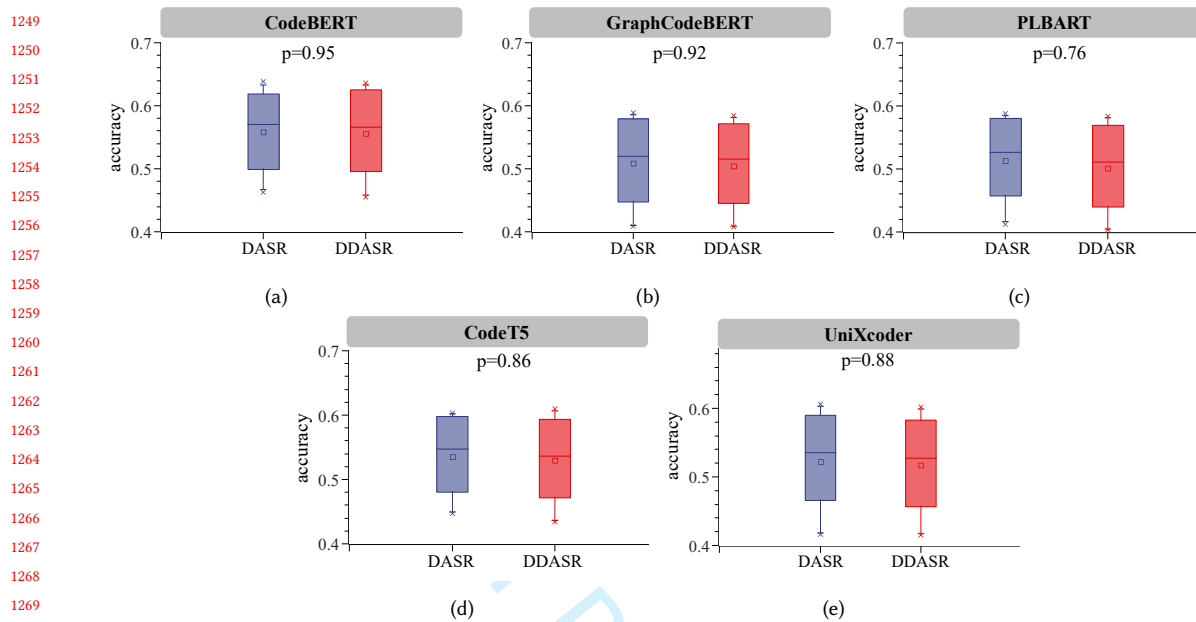 1249
1250
1251
1252
1253
1254
1255
1256
1257
1258
1259
1260
1261
1262
1263
1264
1265
1266
1267
1268
1269
CodeBERT
p=0.95
accuracy
0.7
0.6
0.5
0.4
DASR DDASR
(a)
GraphCodeBERT
p=0.92
accuracy
0.7
0.6
0.5
0.4
DASR DDASR
(b)
PLBART
p=0.76
accuracy
0.7
0.6
0.5
0.4
DASR DDASR
(c)
CodeT5
p=0.86
accuracy
0.7
0.6
0.5
0.4
DASR DDASR
(d)
UniXcoder
p=0.88
accuracy
0.6
0.5
0.4
DASR DDASR
(e)